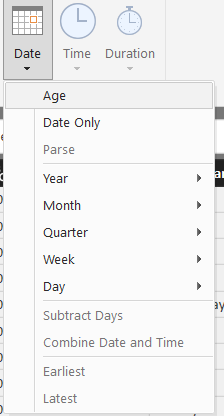 Date
Time
Duration
Age
Date Only
Parse
Year
Month
Quarter
Week
Day
Subtract Days
Combine Date and Time
Earliest
Latest